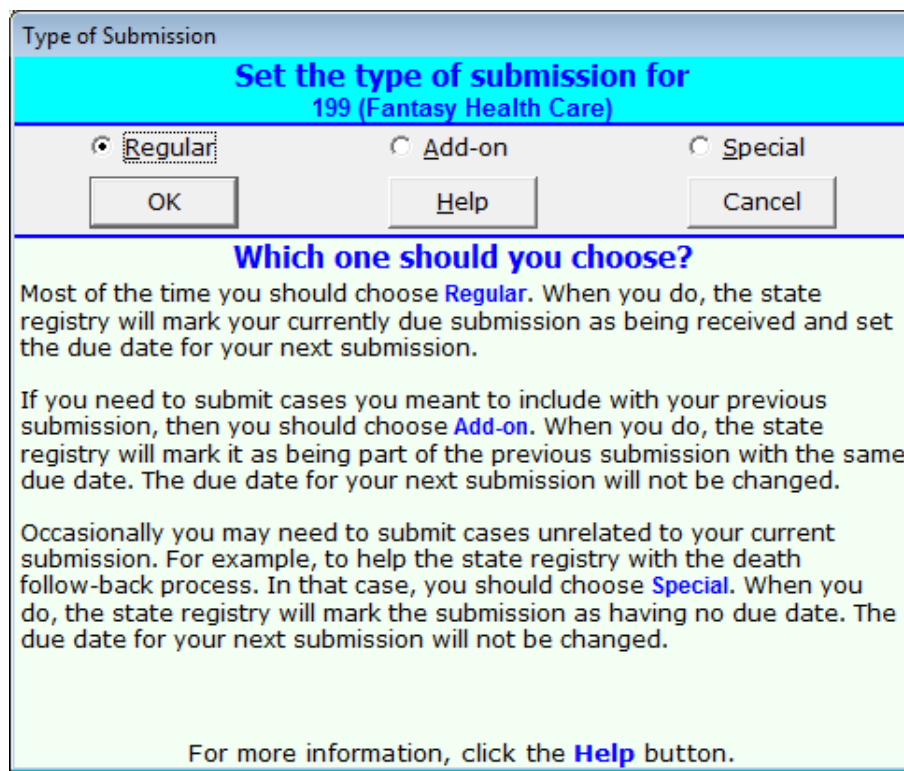 Type of Submission
Set the type of submission for
199 (Fantasy Health Care)
Regular Add-on Special
OK Help Cancel
Which one should you choose?
Most of the time you should choose Regular. When you do, the state
registry will mark your currently due submission as being received and set
the due date for your next submission.
If you need to submit cases you meant to include with your previous
submission, then you should choose Add-on. When you do, the state
registry will mark it as being part of the previous submission with the same
due date. The due date for your next submission will not be changed.
Occasionally you may need to submit cases unrelated to your current
submission. For example, to help the state registry with the death
follow-back process. In that case, you should choose Special. When you
do, the state registry will mark the submission as having no due date. The
due date for your next submission will not be changed.
For more information, click the Help button.